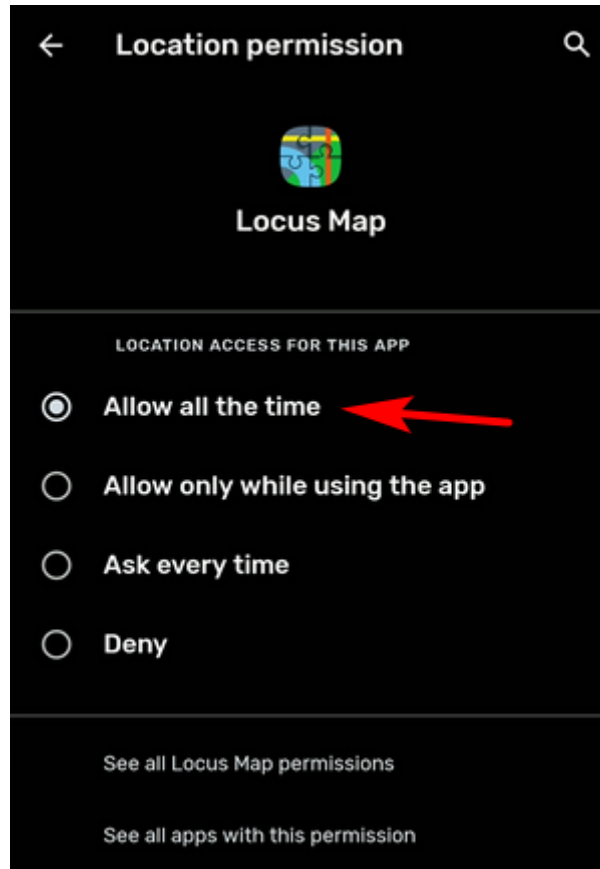 Location permission
Locus Map
LOCATION ACCESS FOR THIS APP
Allow all the time
Allow only while using the app
Ask every time
Deny
See all Locus Map permissions
See all apps with this permission